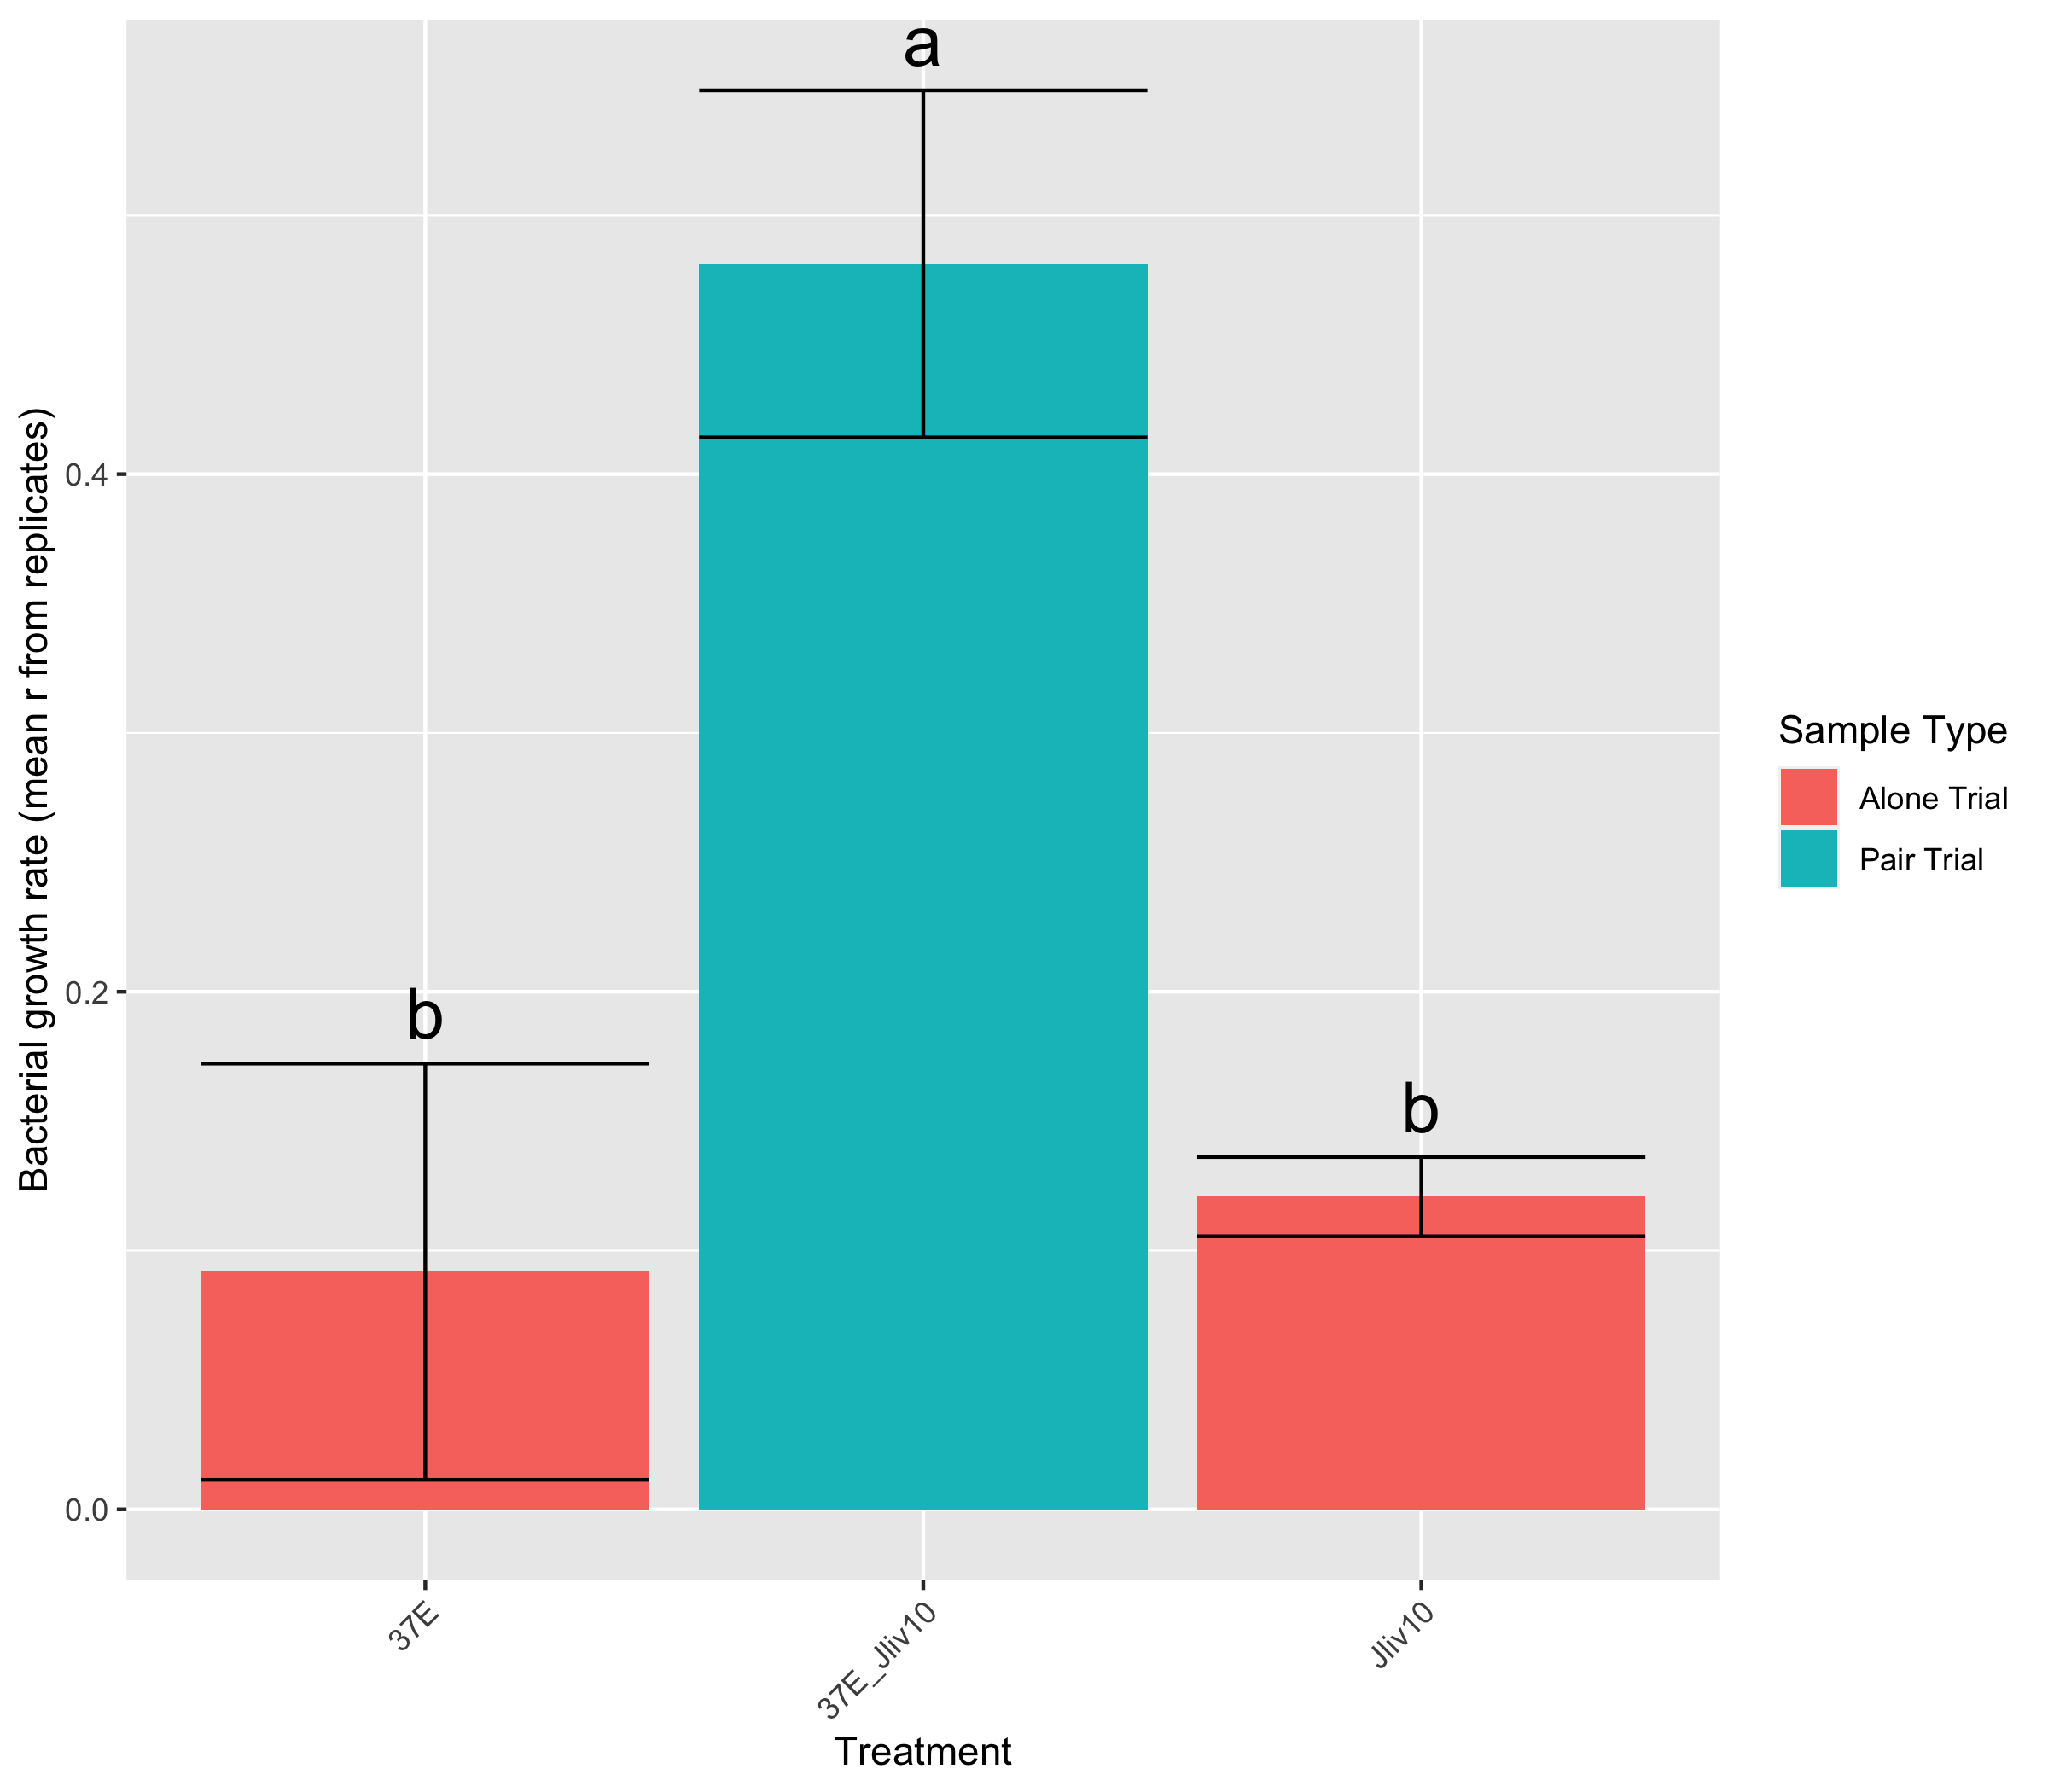 a
b
b
0.4
0.2
0.0
Bacterial growth rate (mean r from replicates)
37E
37E_Jliv10
Jliv10
Treatment
Sample Type
Alone Trial
Pair Trial